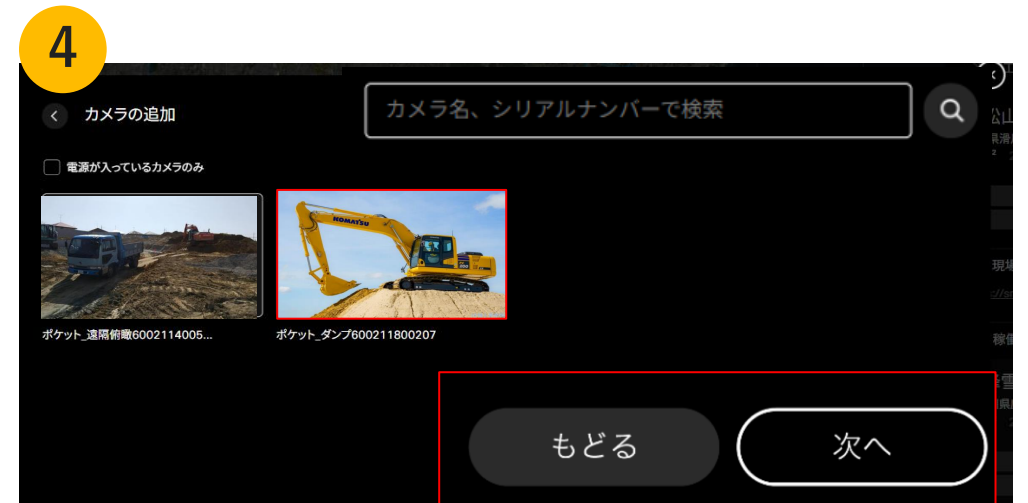 4
カメラの追加
カメラ名、シリアルナンバーで検索
電源が入っているカメラのみ
KOMATSU
ポケット_遠隔俯瞰6002114005...
ポケット_ダンプ600211800207
もどる
次へ
現場
稼働